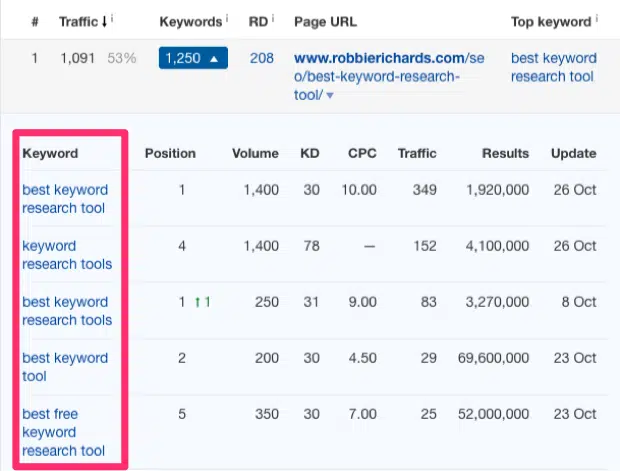 # Traffic ↓ i Keywords i RD i Page URL Top keyword i
1 1,091 53% 1,250 ▲ 208 www.robbierichards.com/se best keyword
o/best-keyword-research- research tool
tool/ ▼
Keyword Position Volume KD CPC Traffic Results Update
best keyword 1 1,400 30 10.00 349 1,920,000 26 Oct
research tool
keyword 4 1,400 78 — 152 4,100,000 26 Oct
research tools
best keyword 1 ↑1 250 31 9.00 83 3,270,000 8 Oct
research tools
best keyword 2 200 30 4.50 29 69,600,000 23 Oct
tool
best free 5 350 30 7.00 25 52,000,000 23 Oct
keyword
research tool